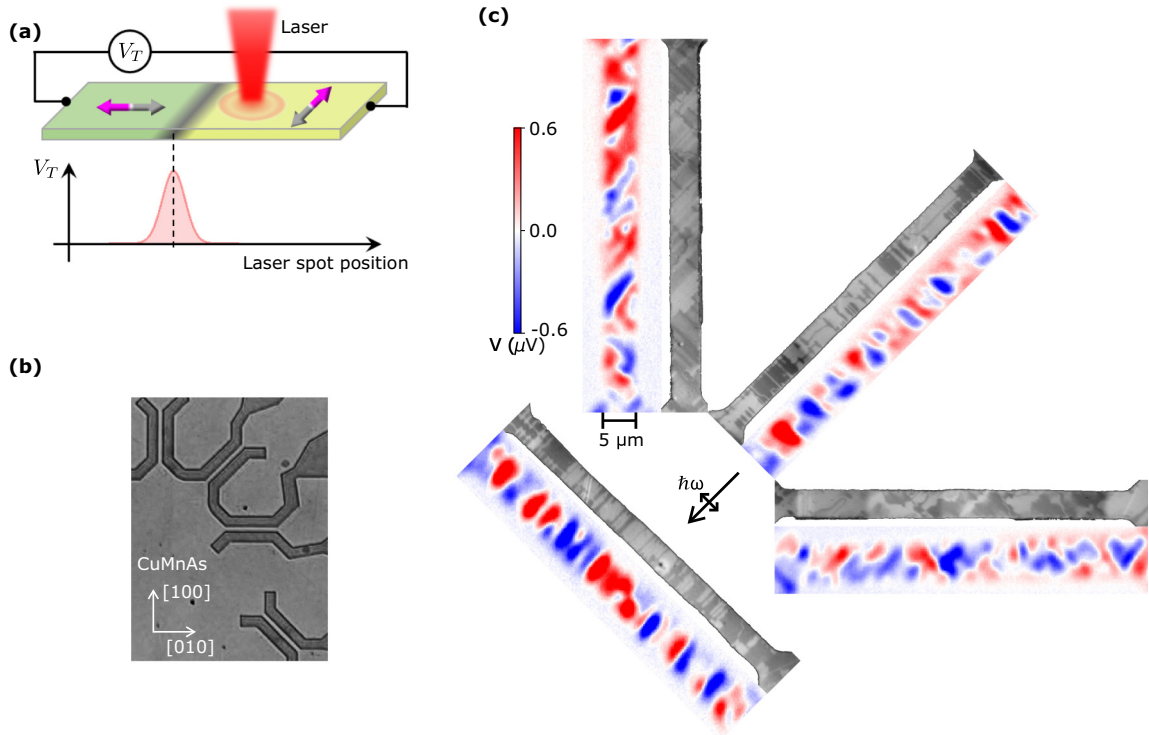 (a)
Laser
V_T
V_T
Laser spot position
(b)
CuMnAs
[100]
[010]
(c)
0.6
0.0
-0.6
V (μV)
5 μm
ħω